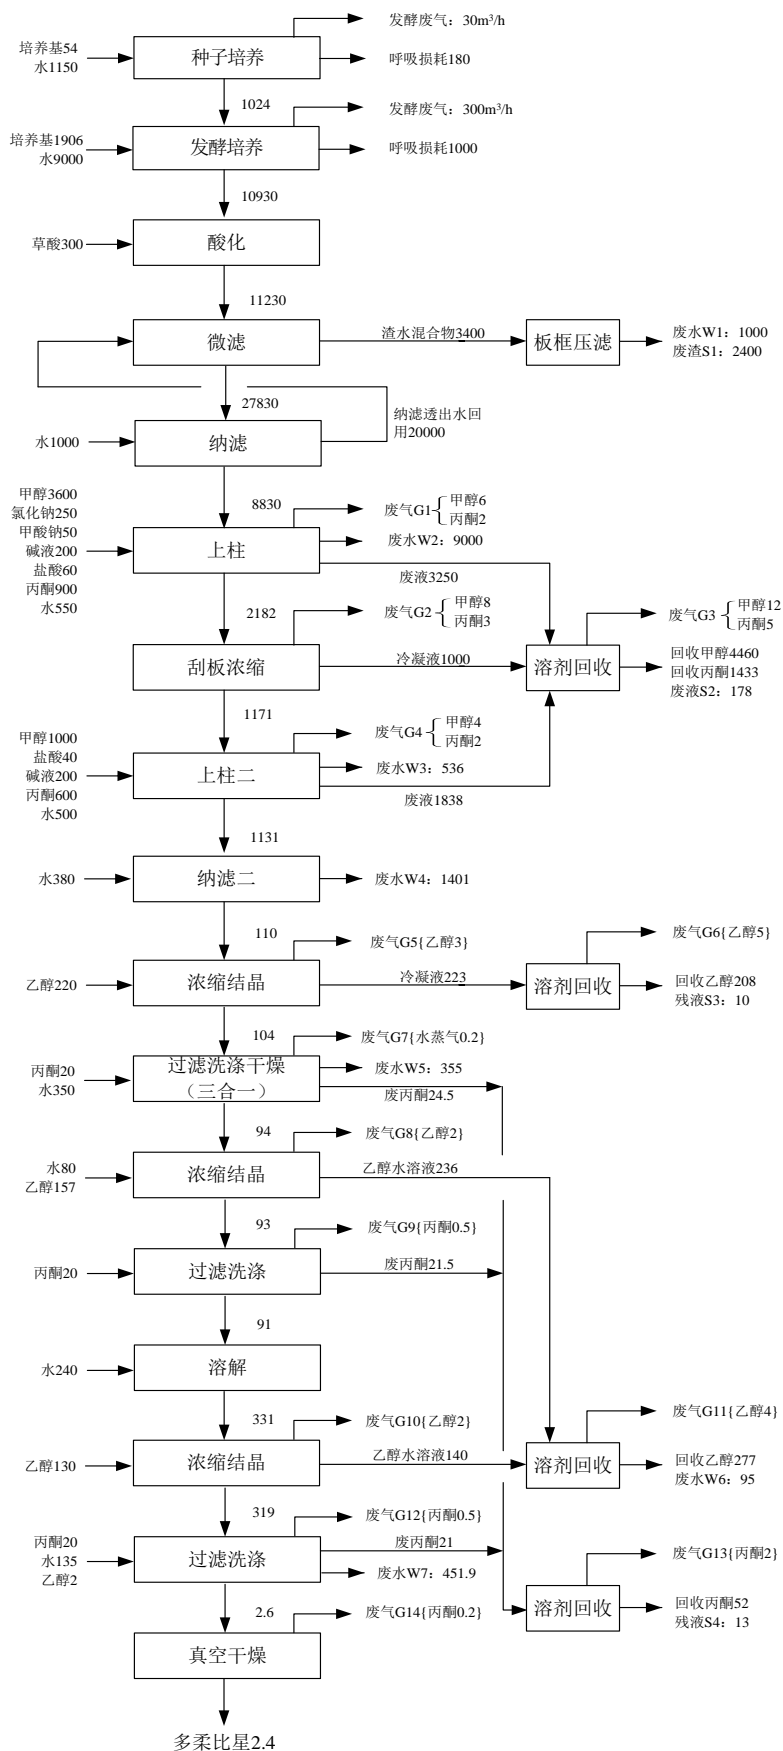 发酵废气：30m³/h
培养基54
水1150
种子培养
呼吸损耗180
1024
发酵废气：300m³/h
培养基1906
水9000
发酵培养
呼吸损耗1000
10930
草酸300
酸化
11230
微滤
渣水混合物3400
板框压滤
废水W1：1000
废渣S1：2400
27830
纳滤透出水回
用20000
水1000
纳滤
8830
甲醇3600
氯化钠250
甲酸钠50
碱液200
盐酸60
丙酮900
水550
上柱
废气G1
甲醇6
丙酮2
废水W2：9000
废液3250
2182
废气G2
甲醇8
丙酮3
废气G3
甲醇12
丙酮5
刮板浓缩
冷凝液1000
溶剂回收
回收甲醇4460
回收丙酮1433
废液S2：178
1171
甲醇1000
盐酸40
碱液200
丙酮600
水500
上柱二
废气G4
甲醇4
丙酮2
废水W3：536
废液1838
1131
水380
纳滤二
废水W4：1401
110
废气G5{乙醇3}
废气G6{乙醇5}
乙醇220
浓缩结晶
冷凝液223
溶剂回收
回收乙醇208
残液S3：10
104
废气G7{水蒸气0.2}
丙酮20
水350
过滤洗涤干燥
（三合一）
废水W5：355
废丙酮24.5
94
废气G8{乙醇2}
水80
乙醇157
浓缩结晶
乙醇水溶液236
93
废气G9{丙酮0.5}
丙酮20
过滤洗涤
废丙酮21.5
91
水240
溶解
331
废气G10{乙醇2}
废气G11{乙醇4}
乙醇130
浓缩结晶
乙醇水溶液140
溶剂回收
回收乙醇277
废水W6：95
319
废气G12{丙酮0.5}
丙酮20
水135
乙醇2
过滤洗涤
废丙酮21
废水W7：451.9
废气G13{丙酮2}
溶剂回收
回收丙酮52
残液S4：13
2.6
废气G14{丙酮0.2}
真空干燥
多柔比星2.4